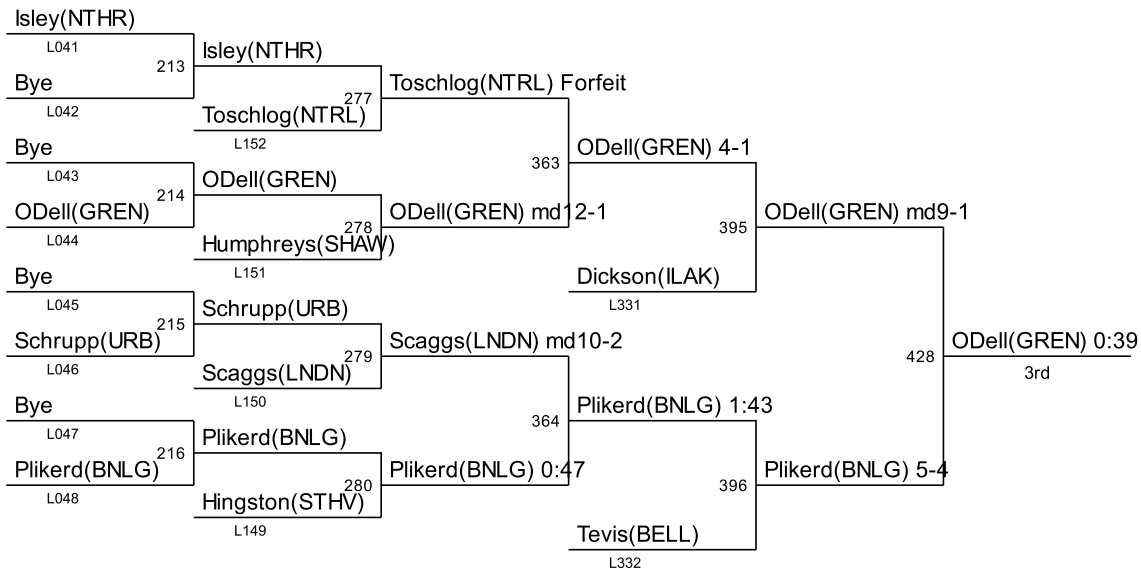 Isley(NTHR)
L041
213
Bye
L042
Isley(NTHR)
277
Toschlog(NTRL)
L152
Toschlog(NTRL) Forfeit
Bye
L043
214
ODell(GREN)
L044
ODell(GREN)
278
Humphreys(SHAW)
L151
ODell(GREN) md12-1
363
ODell(GREN) 4-1
395
Dickson(ILAK)
L331
ODell(GREN) md9-1
Bye
L045
215
Schrupp(URB)
L046
Schrupp(URB)
279
Scaggs(LNDN)
L150
Scaggs(LNDN) md10-2
Bye
L047
216
Plikerd(BNLG)
L048
Plikerd(BNLG)
280
Hingston(STHV)
L149
Plikerd(BNLG) 0:47
364
Plikerd(BNLG) 1:43
396
Tevis(BELL)
L332
Plikerd(BNLG) 5-4
428
ODell(GREN) 0:39
3rd